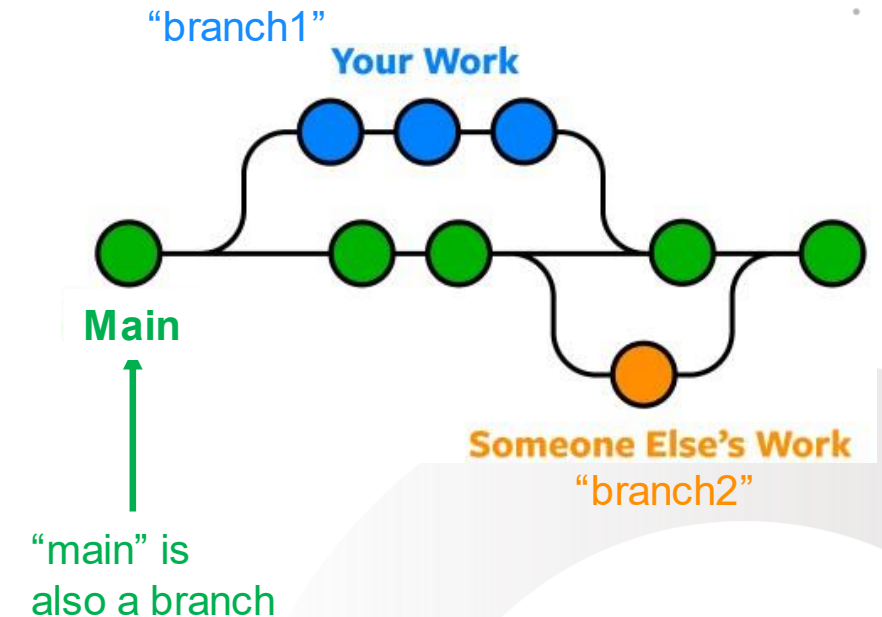 “branch1”
Your Work
Main
Someone Else’s Work
“branch2”
“main” is
also a branch